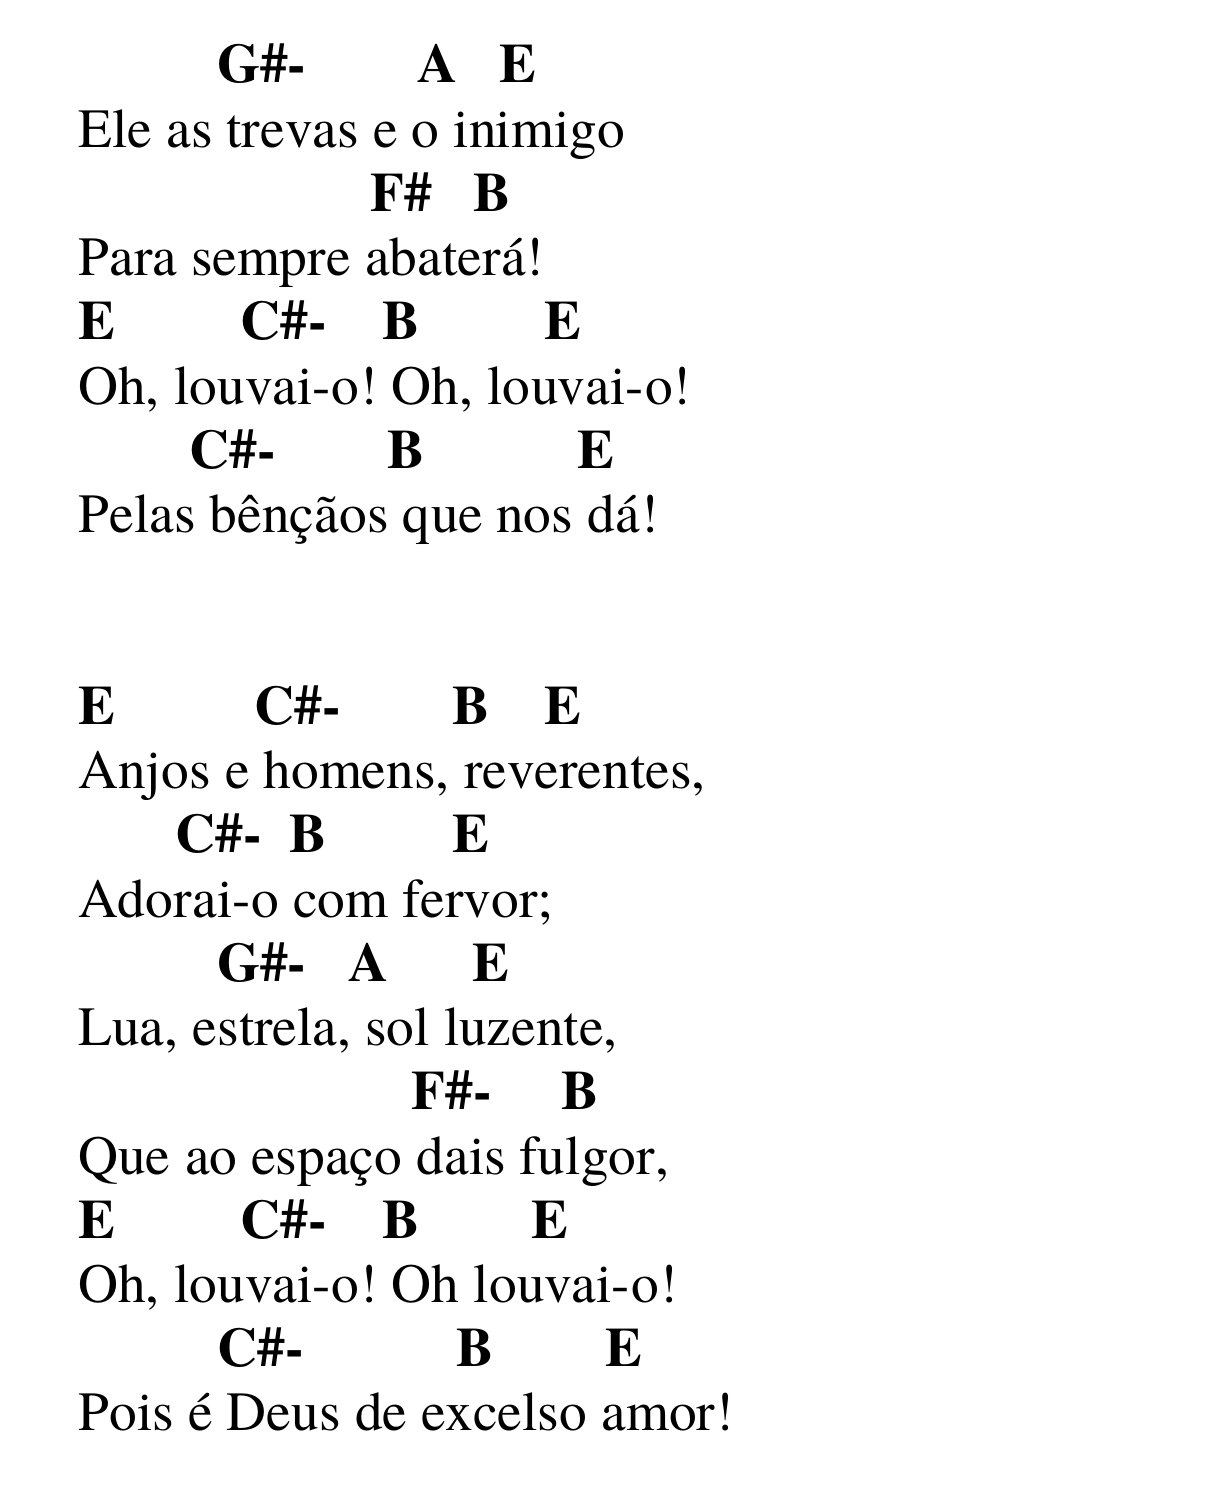 G#- A E
Ele as trevas e o inimigo
F# B
Para sempre abaterá!
E C#- B E
Oh, louvai-o! Oh, louvai-o!
C#- B E
Pelas bênçãos que nos dá!
E C#- B E
Anjos e homens, reverentes,
C#- B E
Adorai-o com fervor;
G#- A E
Lua, estrela, sol luzente,
F#- B
Que ao espaço dais fulgor,
E C#- B E
Oh, louvai-o! Oh louvai-o!
C#- B E
Pois é Deus de excelso amor!